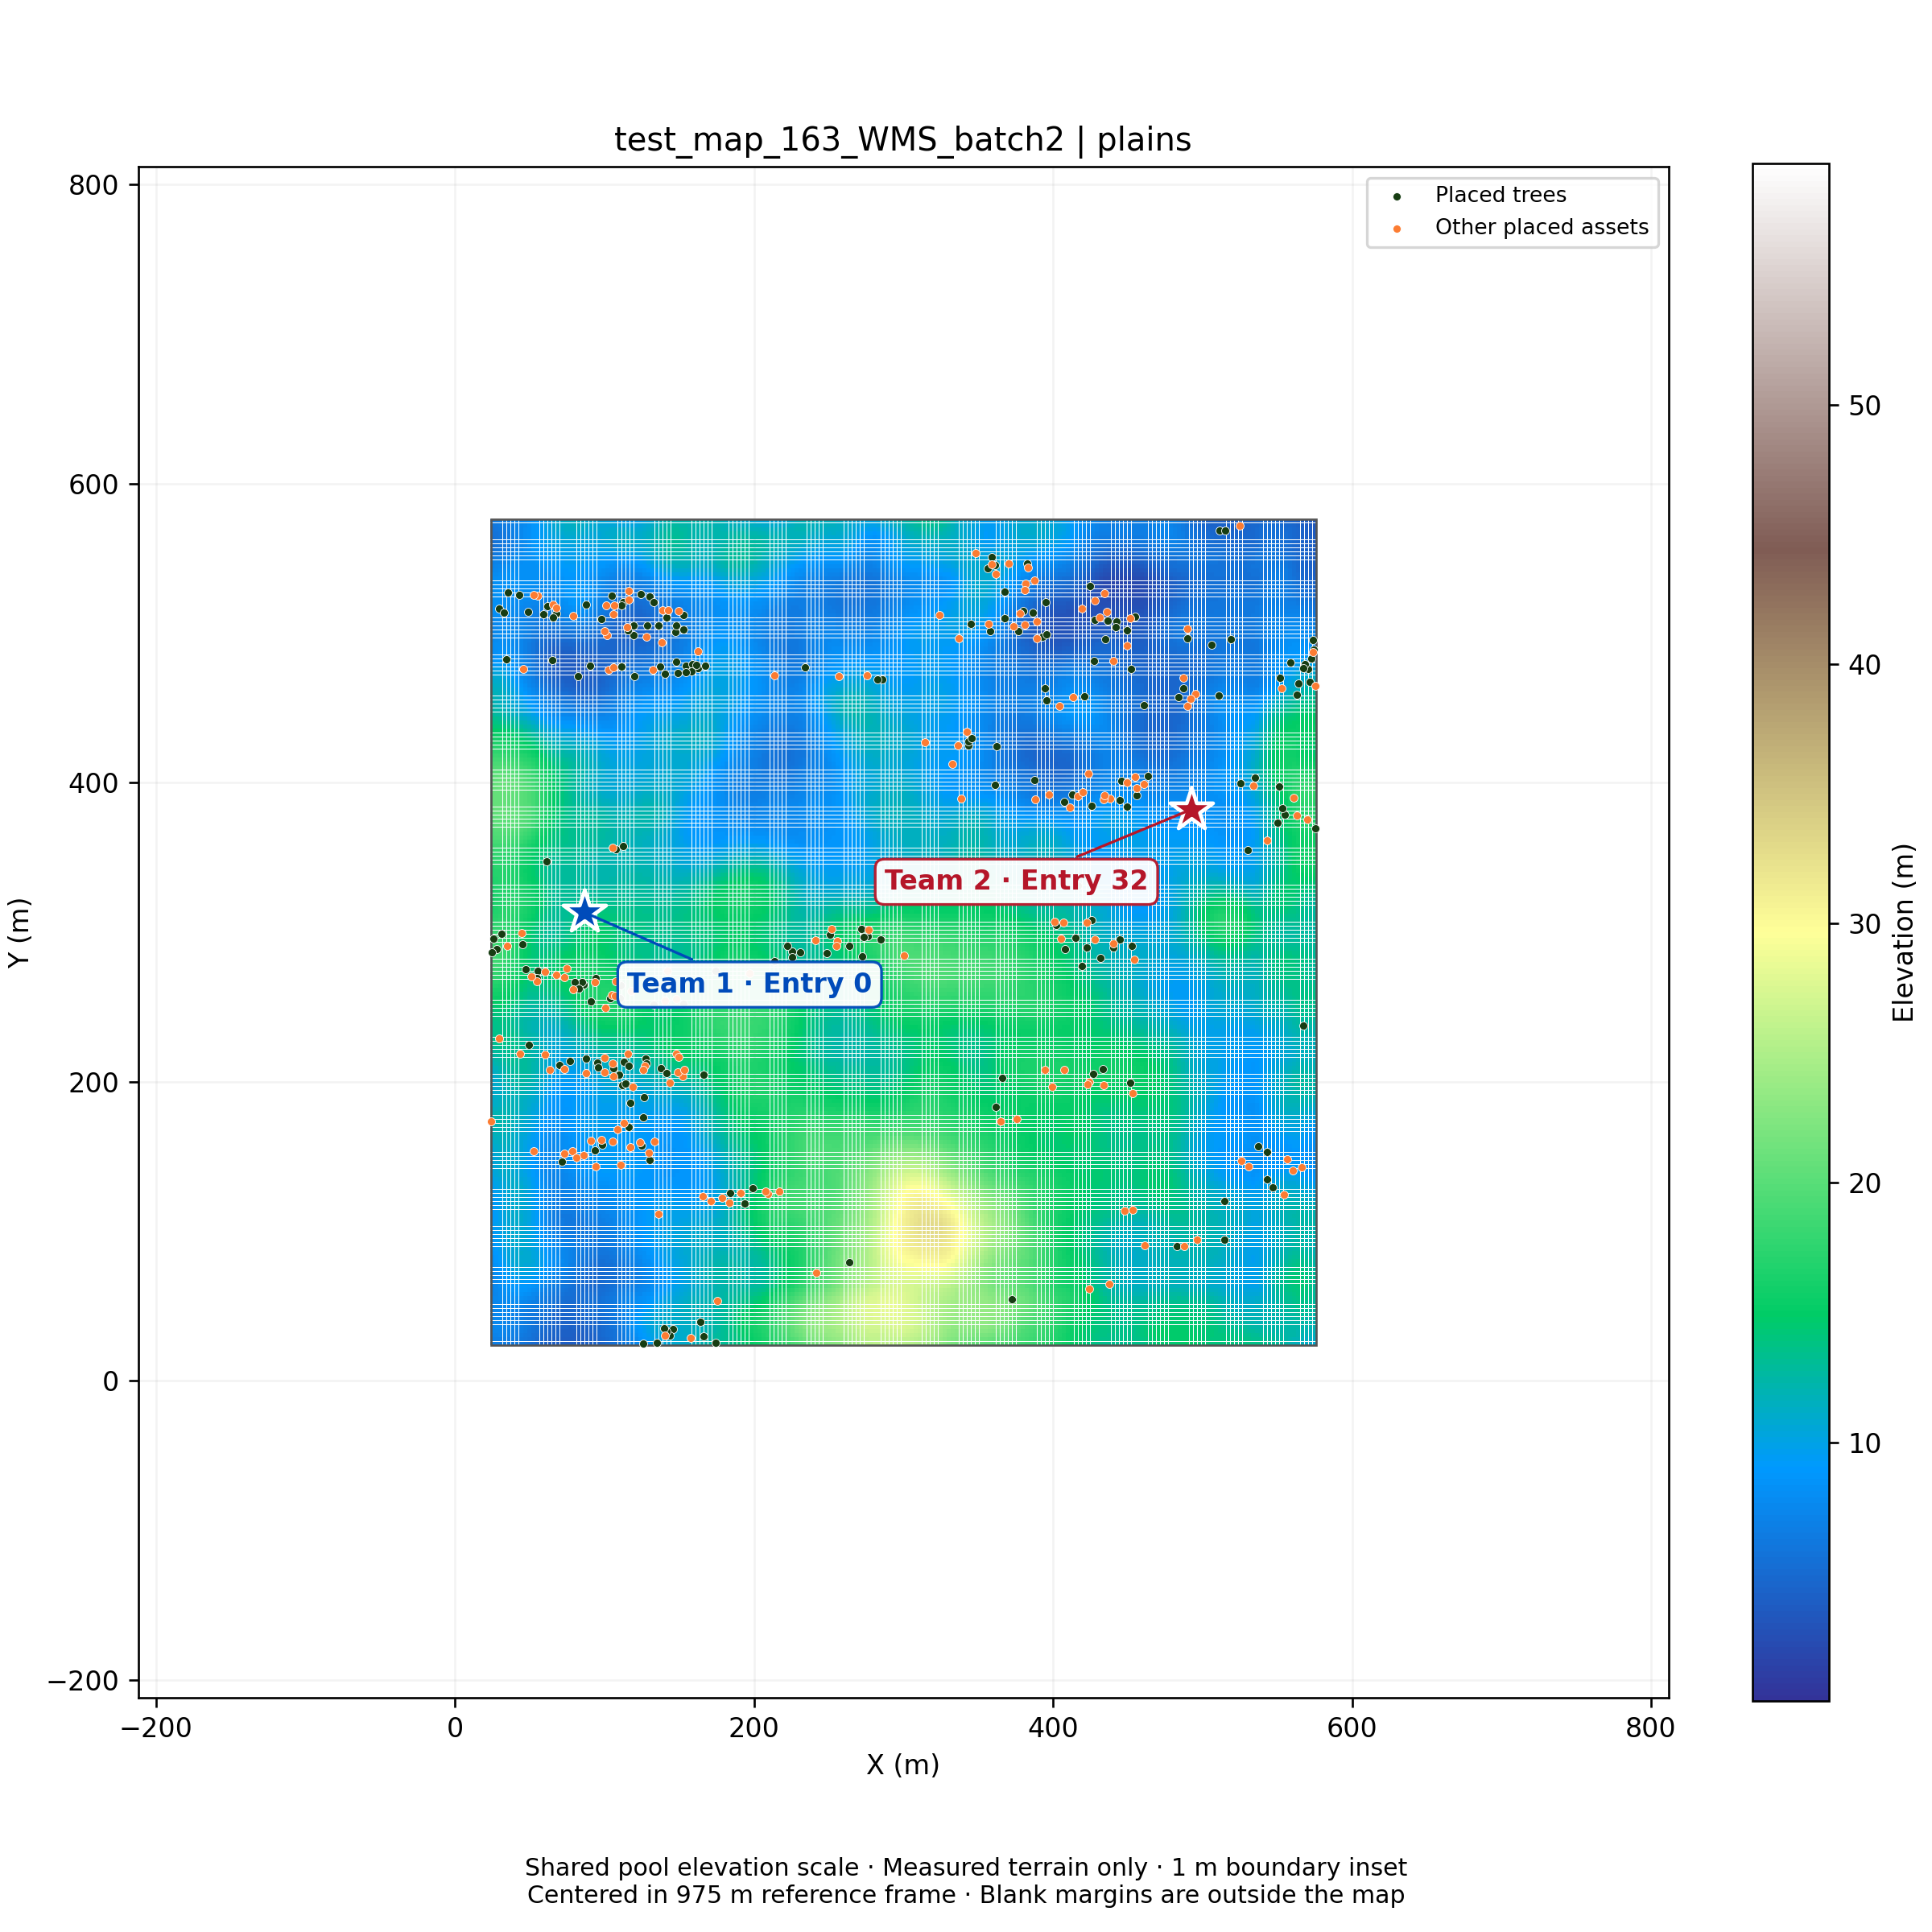 test_map_163_WMS_batch2 | plains
Placed trees
Other placed assets
800
600
400
200
0
−200
Y (m)
−200
0
200
400
600
800
X (m)
Team 2 · Entry 32
Team 1 · Entry 0
50
40
30
20
10
Elevation (m)
Shared pool elevation scale · Measured terrain only · 1 m boundary inset
Centered in 975 m reference frame · Blank margins are outside the map